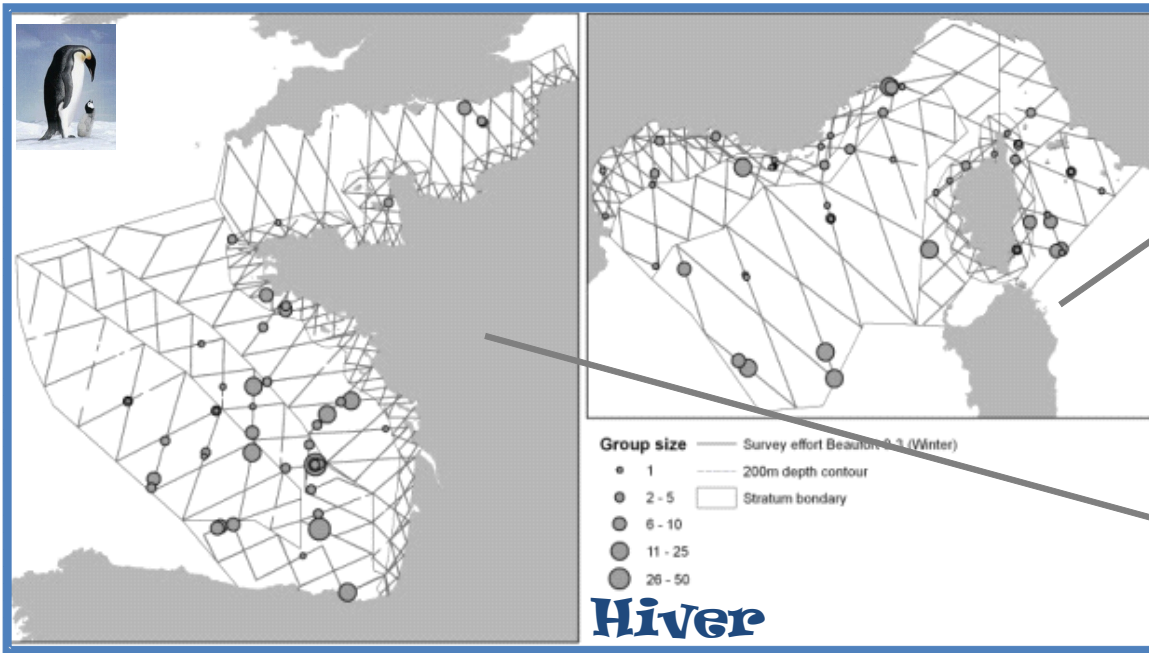 Group size
Survey effort Beaufort 0-3 (Winter)
1
200m depth contour
2 - 5
Stratum bondary
6 - 10
11 - 25
26 - 50
Hiver